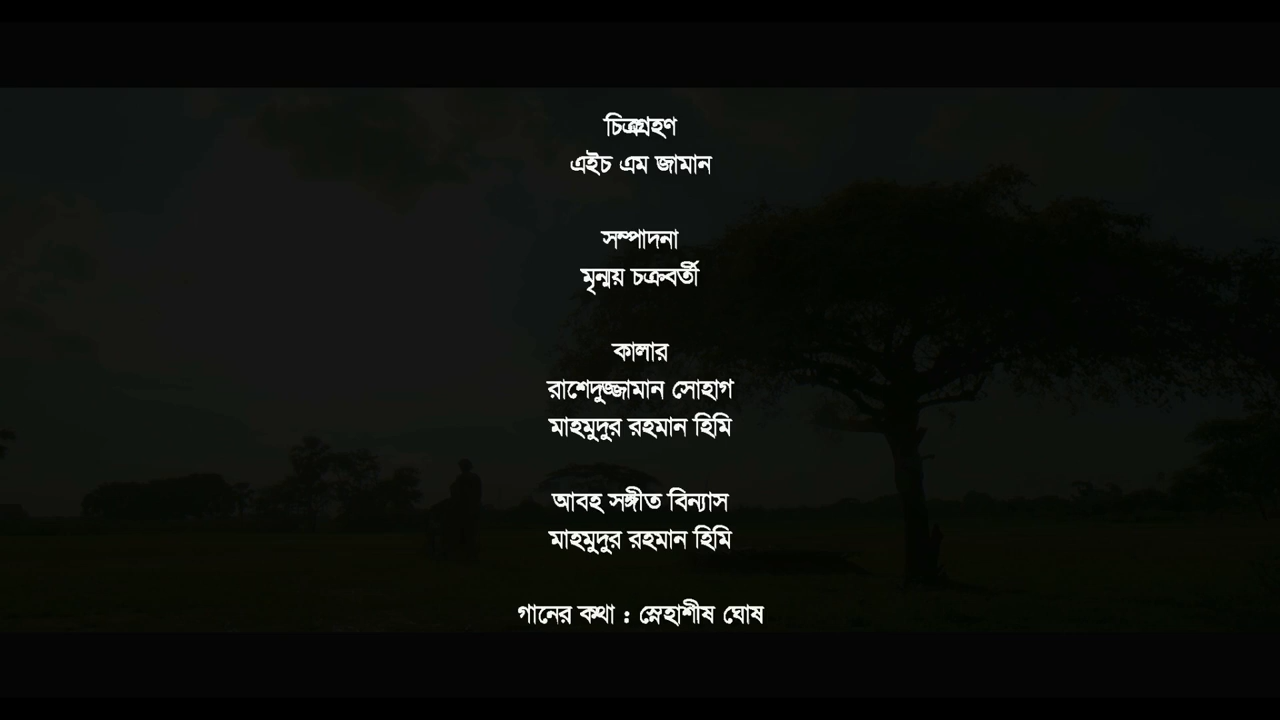 চিত্রগ্রহণ
এইচ এম জামান
সম্পাদনা
মৃন্ময় চক্রবর্তী
কালার
রাশেদুজ্জামান সোহাগ
মাহমুদুর রহমান হিমি
আবহ সঙ্গীত বিন্যাস
মাহমুদুর রহমান হিমি
গানের কথা : স্নেহাশীষ ঘোষ